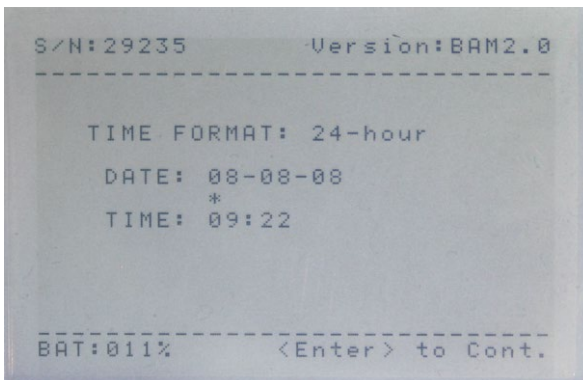 S/N:29235 Version:BAM2.0
TIME FORMAT: 24-hour
DATE: 08-08-08
*
TIME: 09:22
BAT:011% <Enter> to Cont.